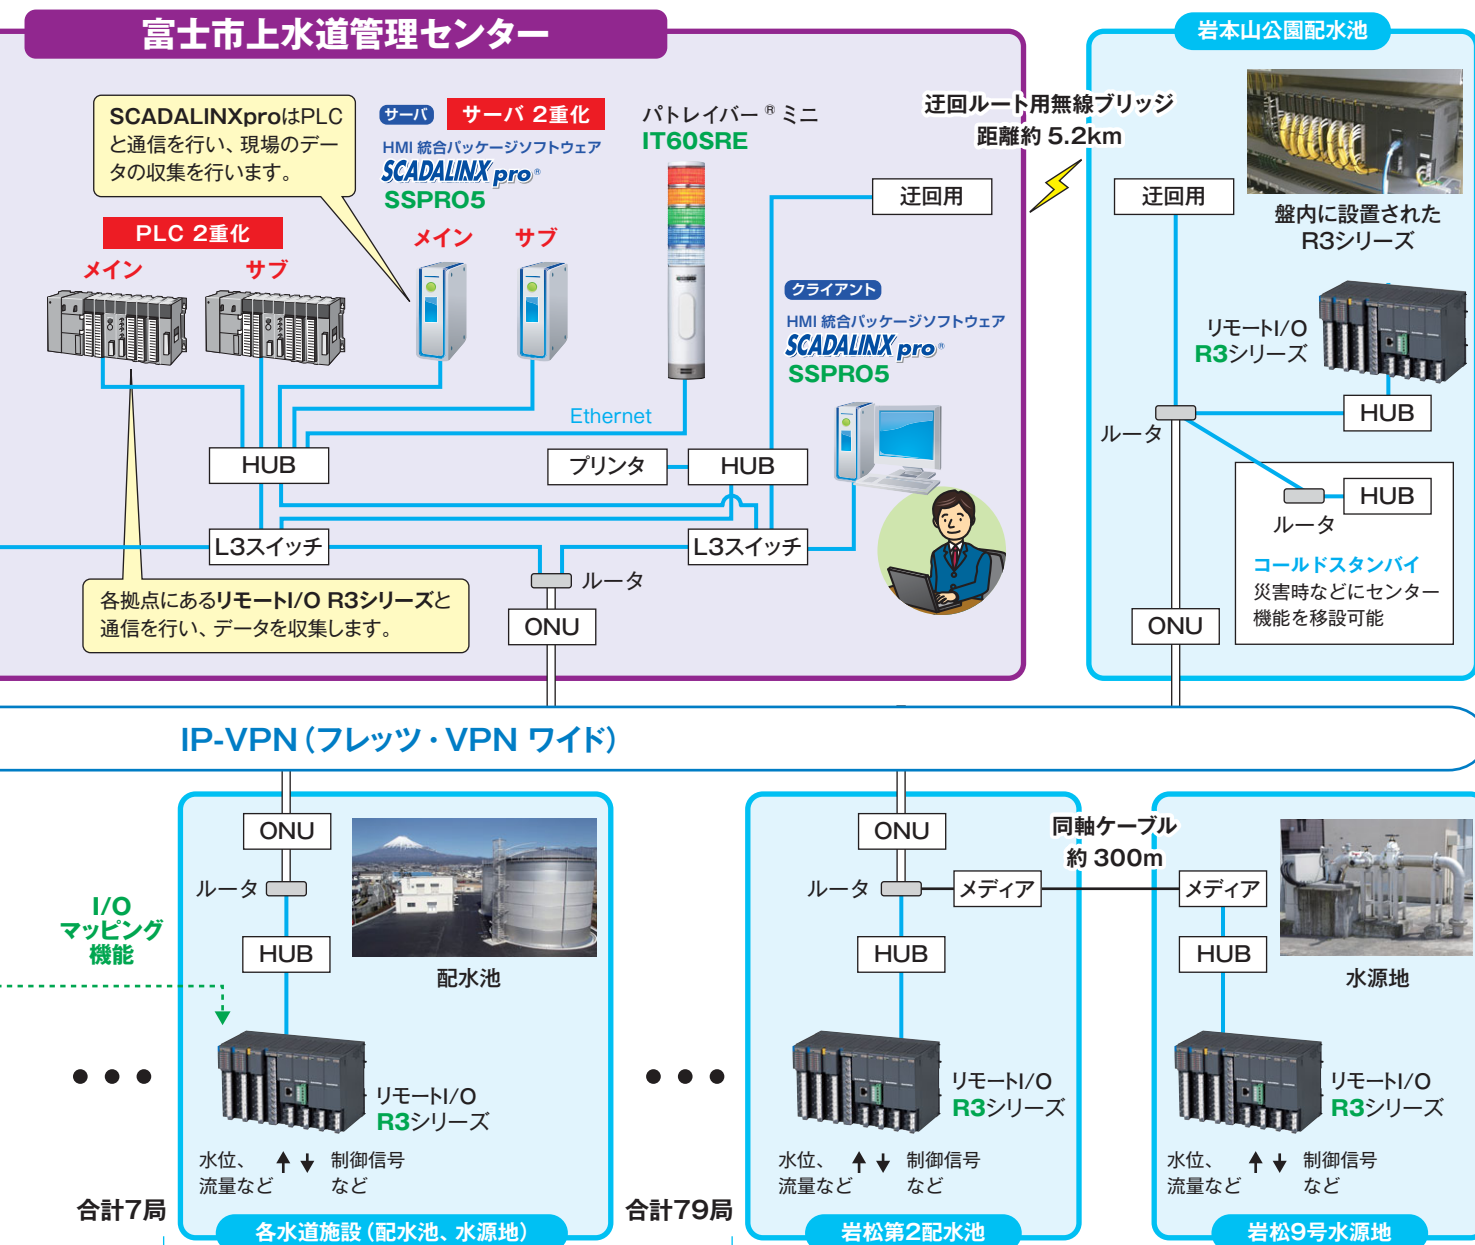 富士市上水道管理センター
SCADALINXproはPLC
と通信を行い、現場のデー
タの収集を行います。
サーバ
サーバ 2重化
HMI 統合パッケージソフトウェア
SCADALINX pro®
SSPRO5
メイン
サブ
PLC 2重化
メイン
サブ
パトレイバー ® ミニ
IT60SRE
迂回用
迂回ルート用無線ブリッジ
距離約 5.2km
クライアント
HMI 統合パッケージソフトウェア
SCADALINX pro®
SSPRO5
Ethernet
HUB
プリンタ
HUB
L3スイッチ
L3スイッチ
ルータ
ONU
各拠点にあるリモートI/O R3シリーズと
通信を行い、データを収集します。
岩本山公園配水池
迂回用
盤内に設置された
R3シリーズ
リモートI/O
R3シリーズ
ルータ
HUB
ルータ
HUB
コールドスタンバイ
災害時などにセンター
機能を移設可能
ONU
IP-VPN（フレッツ・VPN ワイド）
I/O
マッピング
機能
ONU
ルータ
HUB
配水池
リモートI/O
R3シリーズ
水位、
流量など
制御信号
など
合計7局
各水道施設（配水池、水源地）
ONU
ルータ
メディア
HUB
同軸ケーブル
約 300m
リモートI/O
R3シリーズ
水位、
流量など
制御信号
など
合計79局
岩松第2配水池
メディア
HUB
水源地
リモートI/O
R3シリーズ
水位、
流量など
制御信号
など
岩松9号水源地